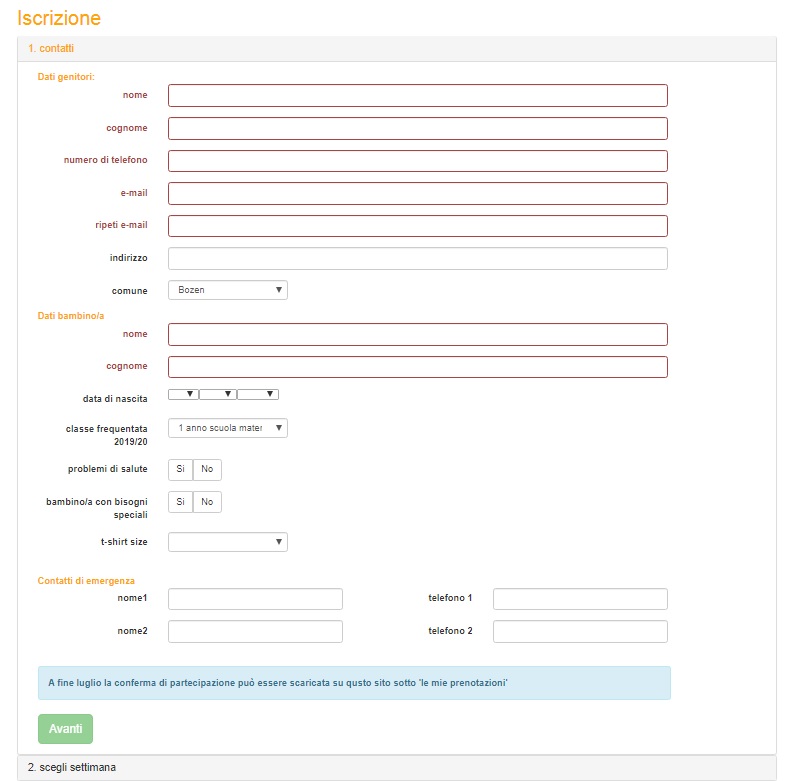 Iscrizione
1. contatti
Dati genitori:
nome
cognome
numero di telefono
e-mail
ripeti e-mail
indirizzo
comune Bozen
Dati bambino/a
nome
cognome
data di nascita
classe frequentata 1 anno scuola mater
2019/20
problemi di salute Si No
bambino/a con bisogni Si No
speciali
t-shirt size
Contatti di emergenza
nome1 telefono 1
nome2 telefono 2
A fine luglio la conferma di partecipazione può essere scaricata su qusto sito sotto 'le mie prenotazioni'
Avanti
2. scegli settimana